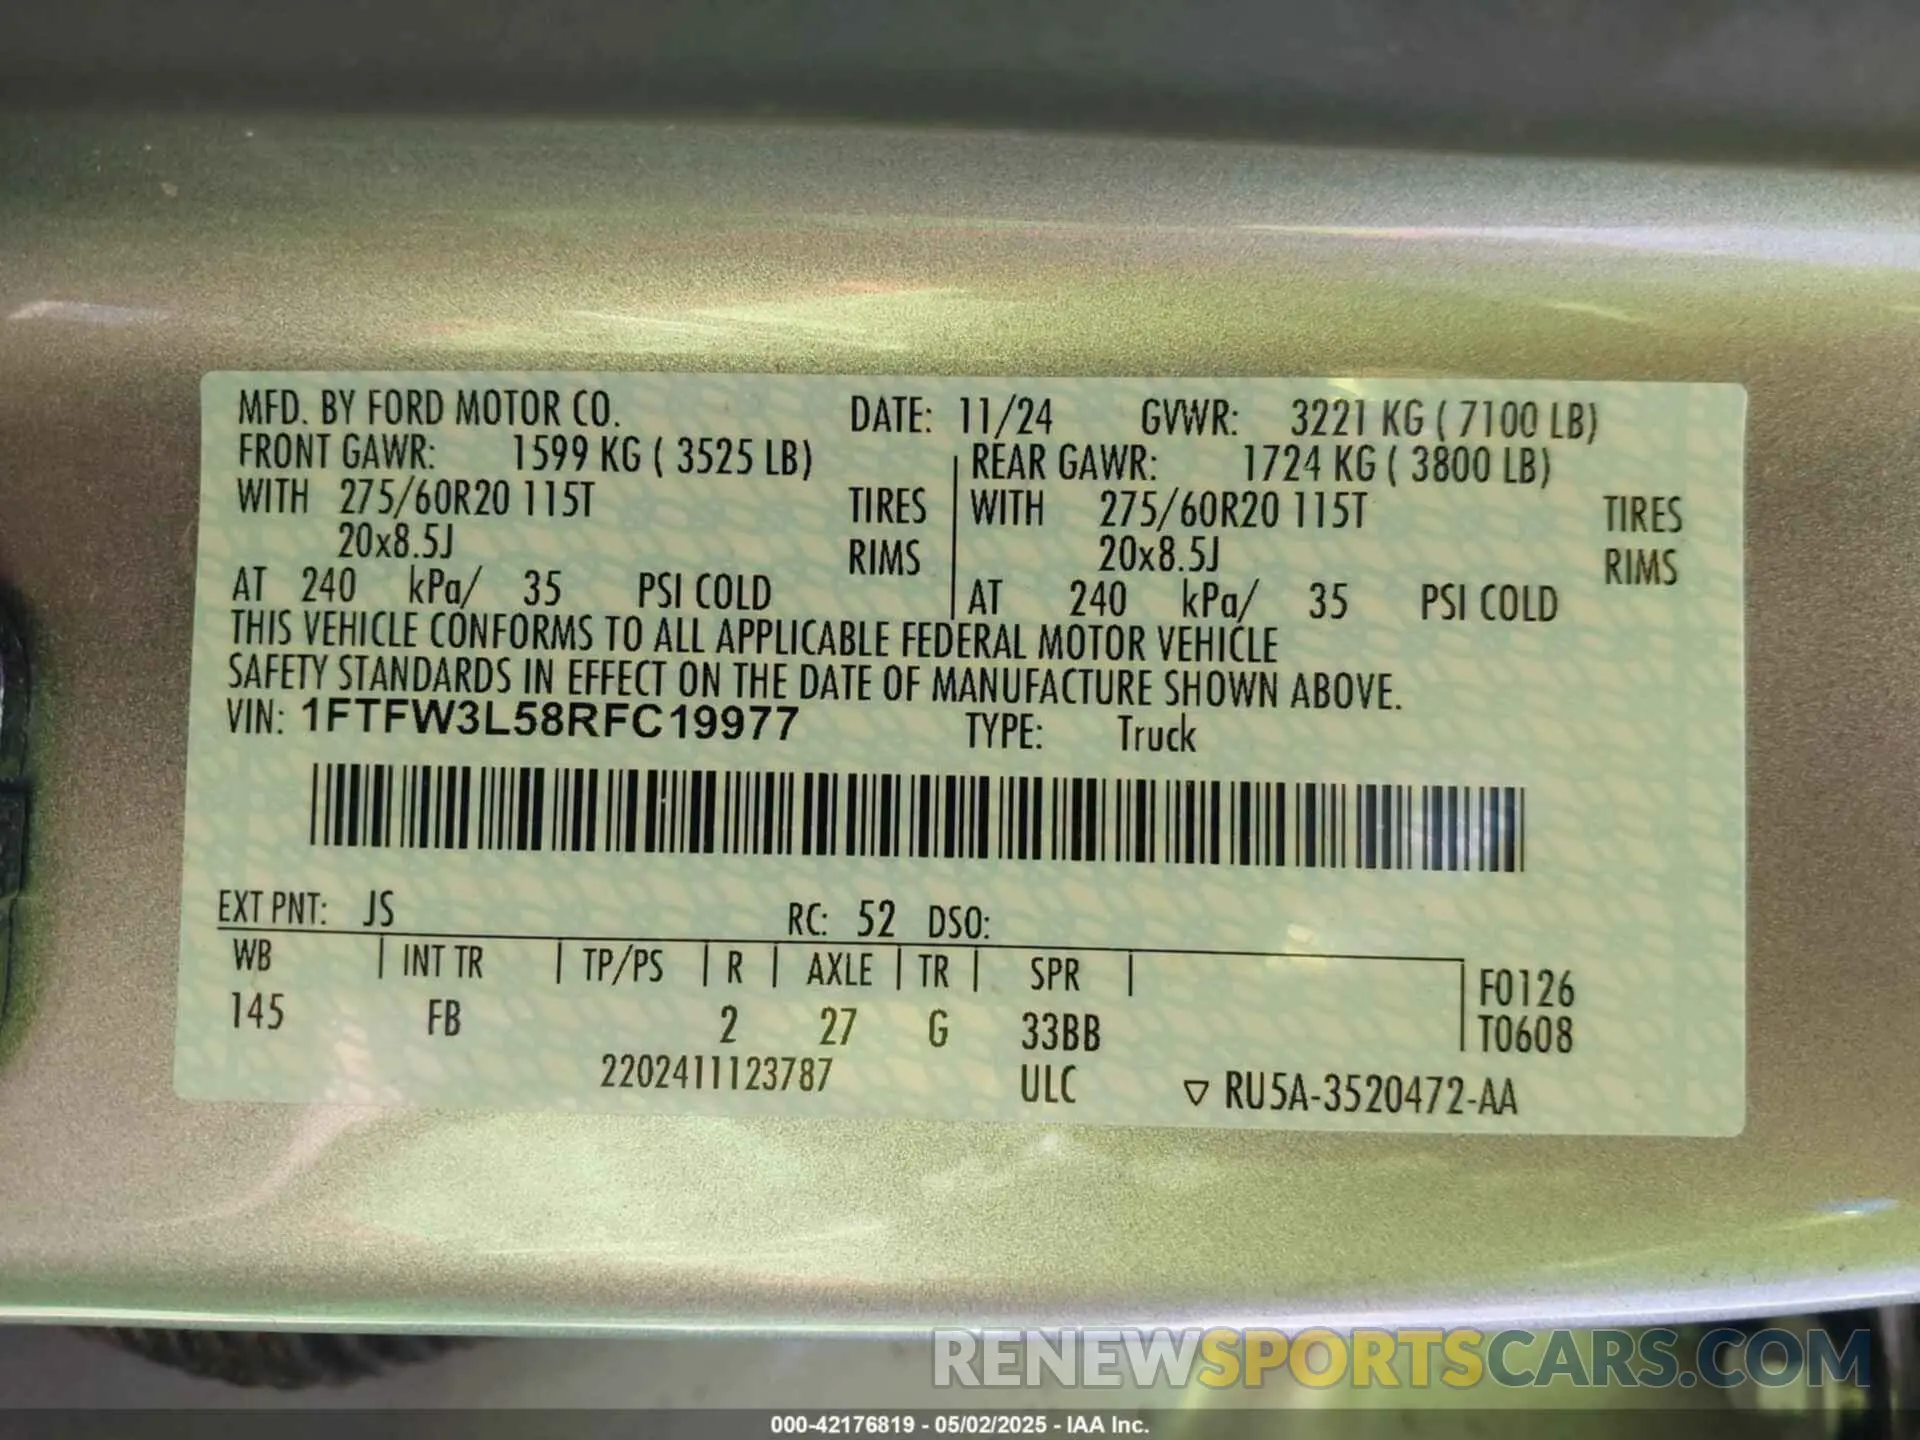 MFD. BY FORD MOTOR CO. DATE: 11/24 GVWR: 3221 KG ( 7100 LB)
FRONT GAWR: 1599 KG ( 3525 LB) REAR GAWR: 1724 KG ( 3800 LB)
WITH 275/60R20 115T TIRES WITH 275/60R20 115T TIRES
20x8.5J RIMS 20x8.5J RIMS
AT 240 kPa/ 35 PSI COLD AT 240 kPa/ 35 PSI COLD
THIS VEHICLE CONFORMS TO ALL APPLICABLE FEDERAL MOTOR VEHICLE
SAFETY STANDARDS IN EFFECT ON THE DATE OF MANUFACTURE SHOWN ABOVE.
VIN: 1FTFW3L58RFC19977 TYPE: Truck
EXT PNT: JS RC: 52 DSO:
WB INT TR TP/PS R AXLE TR SPR F0126
145 FB 2 27 G 33BB T0608
2202411123787 ULC ▽ RU5A-3520472-AA
RENEWSPORTSCARS.COM
000-42176819 - 05/02/2025 - IAA Inc.